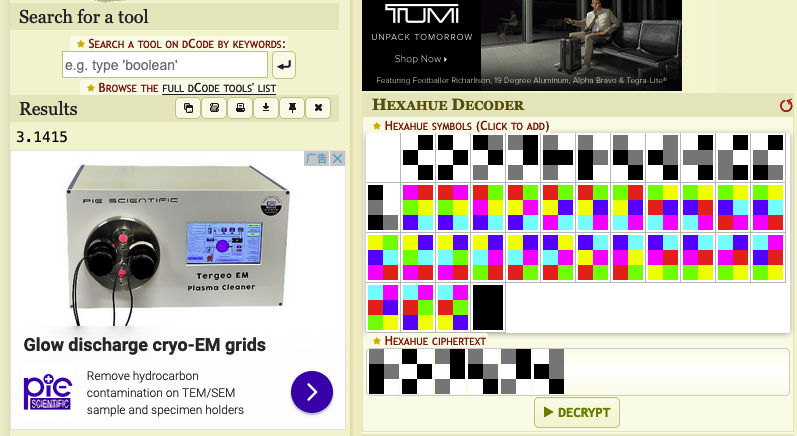 Search for a tool
★ SEARCH A TOOL ON DCODE BY KEYWORDS:
e.g. type 'boolean'
★ BROWSE THE FULL DCODE TOOLS' LIST
Results
3.1415
广告
PIE SCIENTIFIC
Tergeo EM
Plasma Cleaner
Glow discharge cryo-EM grids
pie
SCIENTIFIC
Remove hydrocarbon
contamination on TEM/SEM
sample and specimen holders
TUMI
UNPACK TOMORROW
Shop Now
Featuring Footballer Richarlison, 19 Degree Aluminum, Alpha Bravo & Tegra-Lite®
HEXAHUE DECODER
★ HEXAHUE SYMBOLS (CLICK TO ADD)
★ HEXAHUE CIPHERTEXT
▶ DECRYPT